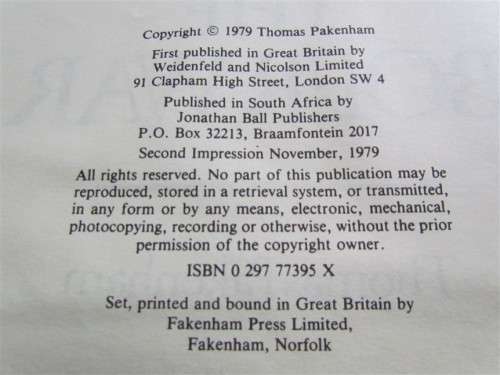 Copyright © 1979 Thomas Pakenham
First published in Great Britain by
Weidenfeld and Nicolson Limited
91 Clapham High Street, London SW 4
Published in South Africa by
Jonathan Ball Publishers
P.O. Box 32213, Braamfontein 2017
Second Impression November, 1979
All rights reserved. No part of this publication may be
reproduced, stored in a retrieval system, or transmitted,
in any form or by any means, electronic, mechanical,
photocopying, recording or otherwise, without the prior
permission of the copyright owner.
ISBN 0 297 77395 X
Set, printed and bound in Great Britain by
Fakenham Press Limited,
Fakenham, Norfolk